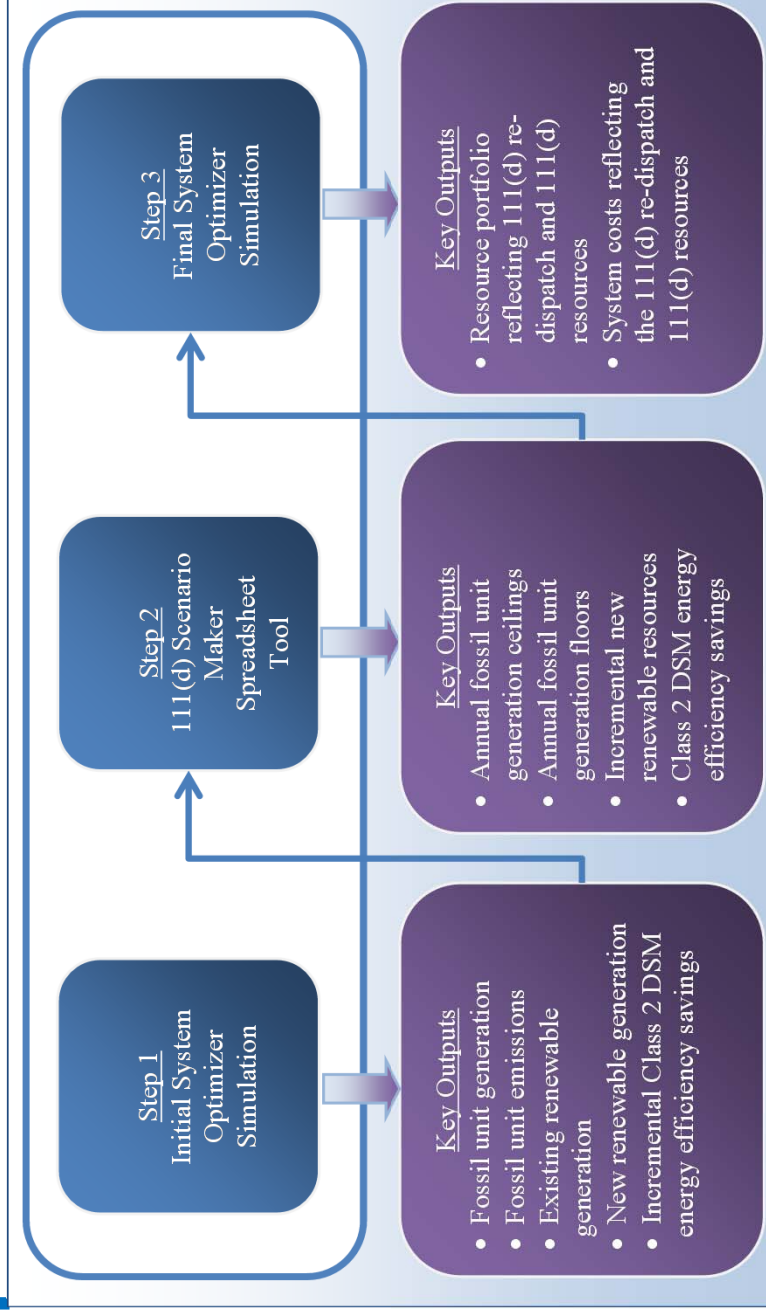 Step 1
Initial System
Optimizer
Simulation
Step 2
111(d) Scenario
Maker
Spreadsheet
Tool
Step 3
Final System
Optimizer
Simulation
Key Outputs
• Fossil unit generation
• Fossil unit emissions
• Existing renewable
generation
• New renewable generation
• Incremental Class 2 DSM
energy efficiency savings
Key Outputs
• Annual fossil unit
generation ceilings
• Annual fossil unit
generation floors
• Incremental new
renewable resources
• Class 2 DSM energy
efficiency savings
Key Outputs
• Resource portfolio
reflecting 111(d) re-
dispatch and 111(d)
resources
• System costs reflecting
the 111(d) re-dispatch and
111(d) resources